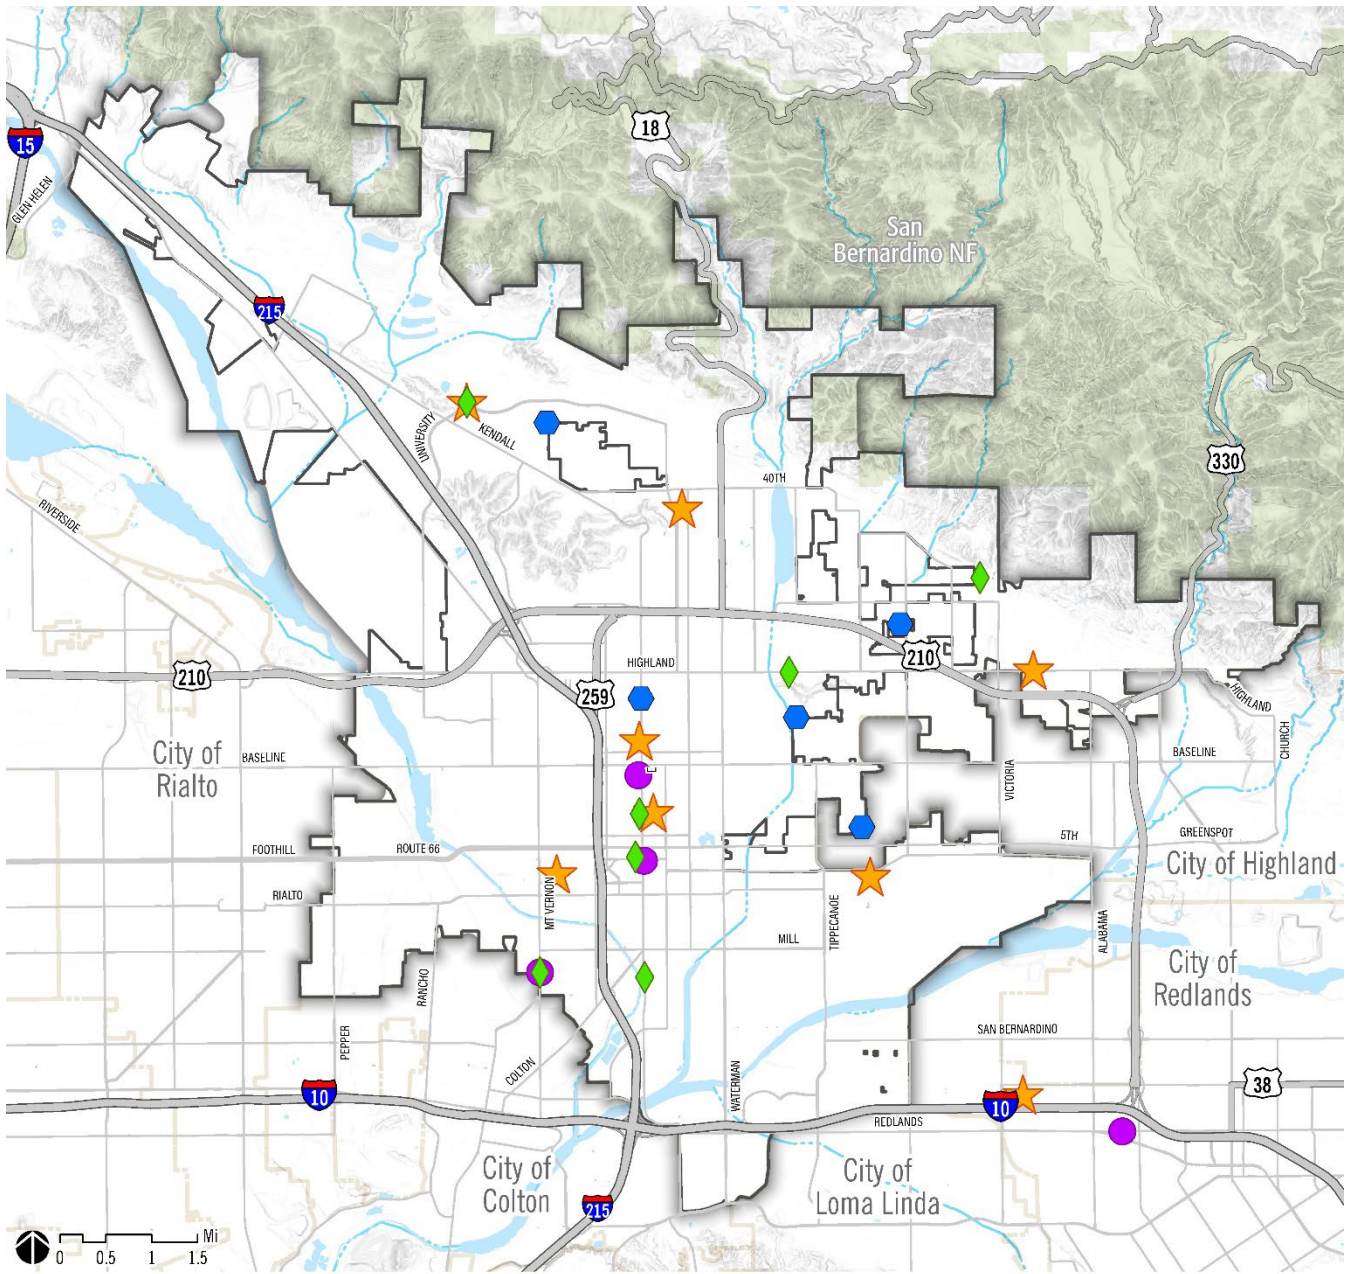 18
15
GLEN HELEN
San
Bernardino NF
215
UNIVERSITY
KENDALL
330
40TH
RIVERSIDE
210
HIGHLAND
210
259
HIGHLAND
City of
Rialto
BASELINE
E
VICTORIA
BASELINE
CHURCH
FOOTHILL
ROUTE 66
5TH
GREENSPOT
City of Highland
RIALTO
MT VERNON
TIPPECANOE
ALABAMA
MILL
RANCHO
City of
Redlands
PEPPER
COLTON
WATERMAN
SAN BERNARDINO
10
10
38
REDLANDS
City of
Colton
City of
Loma Linda
215
Mi
0 0.5 1 1.5